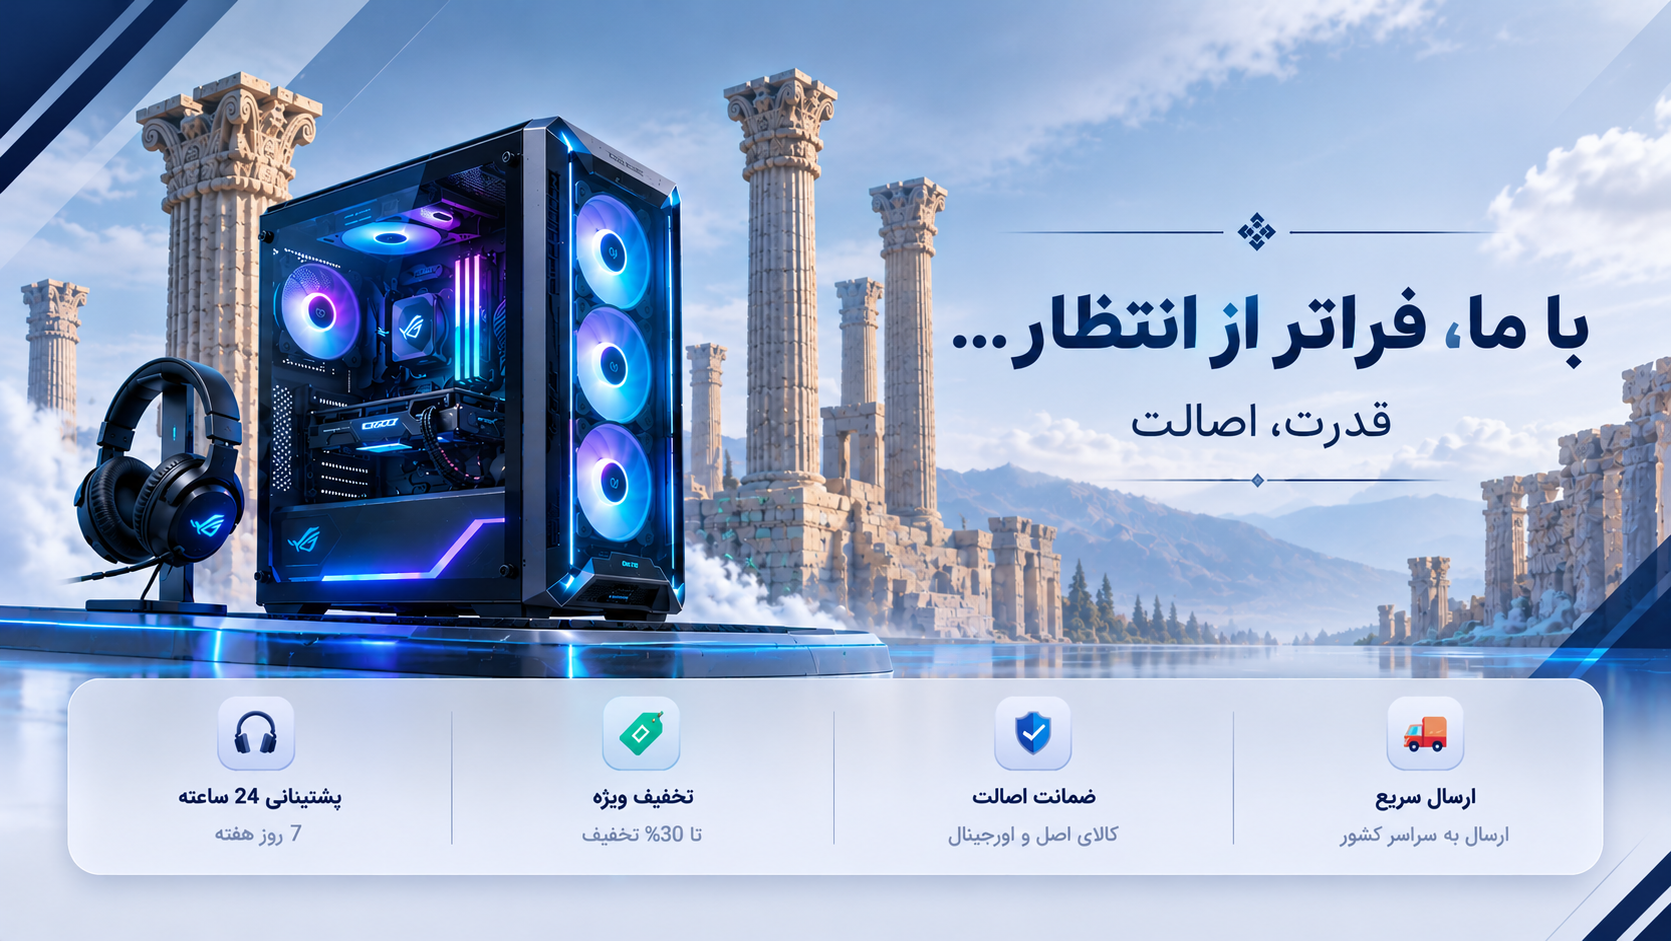 با ما، فراتر از انتظار...
قدرت، اصالت
ارسال سریع
ارسال به سراسر کشور
ضمانت اصالت
کالای اصل و اورجینال
تخفیف ویژه
تا 30% تخفیف
پشتینانی 24 ساعته
7 روز هفته